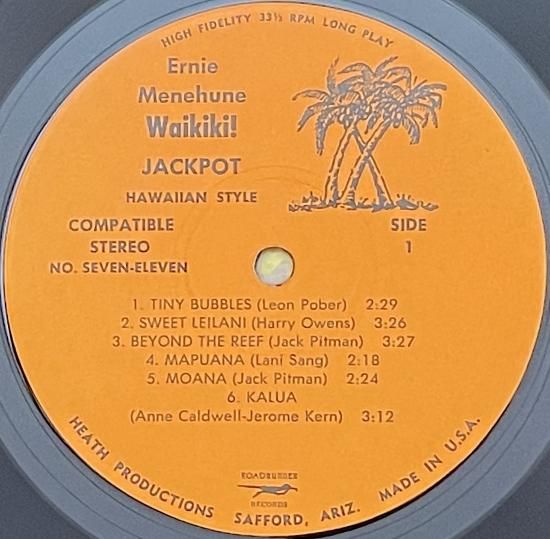 HIGH FIDELITY 33⅓ RPM LONG PLAY
Ernie
Menehune
Waikiki!
JACKPOT
HAWAIIAN STYLE
COMPATIBLE
STEREO
NO. SEVEN-ELEVEN
SIDE
1
1. TINY BUBBLES (Leon Pober) 2:29
2. SWEET LEILANI (Harry Owens) 3:26
3. BEYOND THE REEF (Jack Pitman) 3:27
4. MAPUANA (Lani Sang) 2:18
5. MOANA (Jack Pitman) 2:24
6. KALUA
(Anne Caldwell-Jerome Kern) 3:12
ROADRUNNER
RECORDS
HEATH PRODUCTIONS SAFFORD, ARIZ. MADE IN U.S.A.